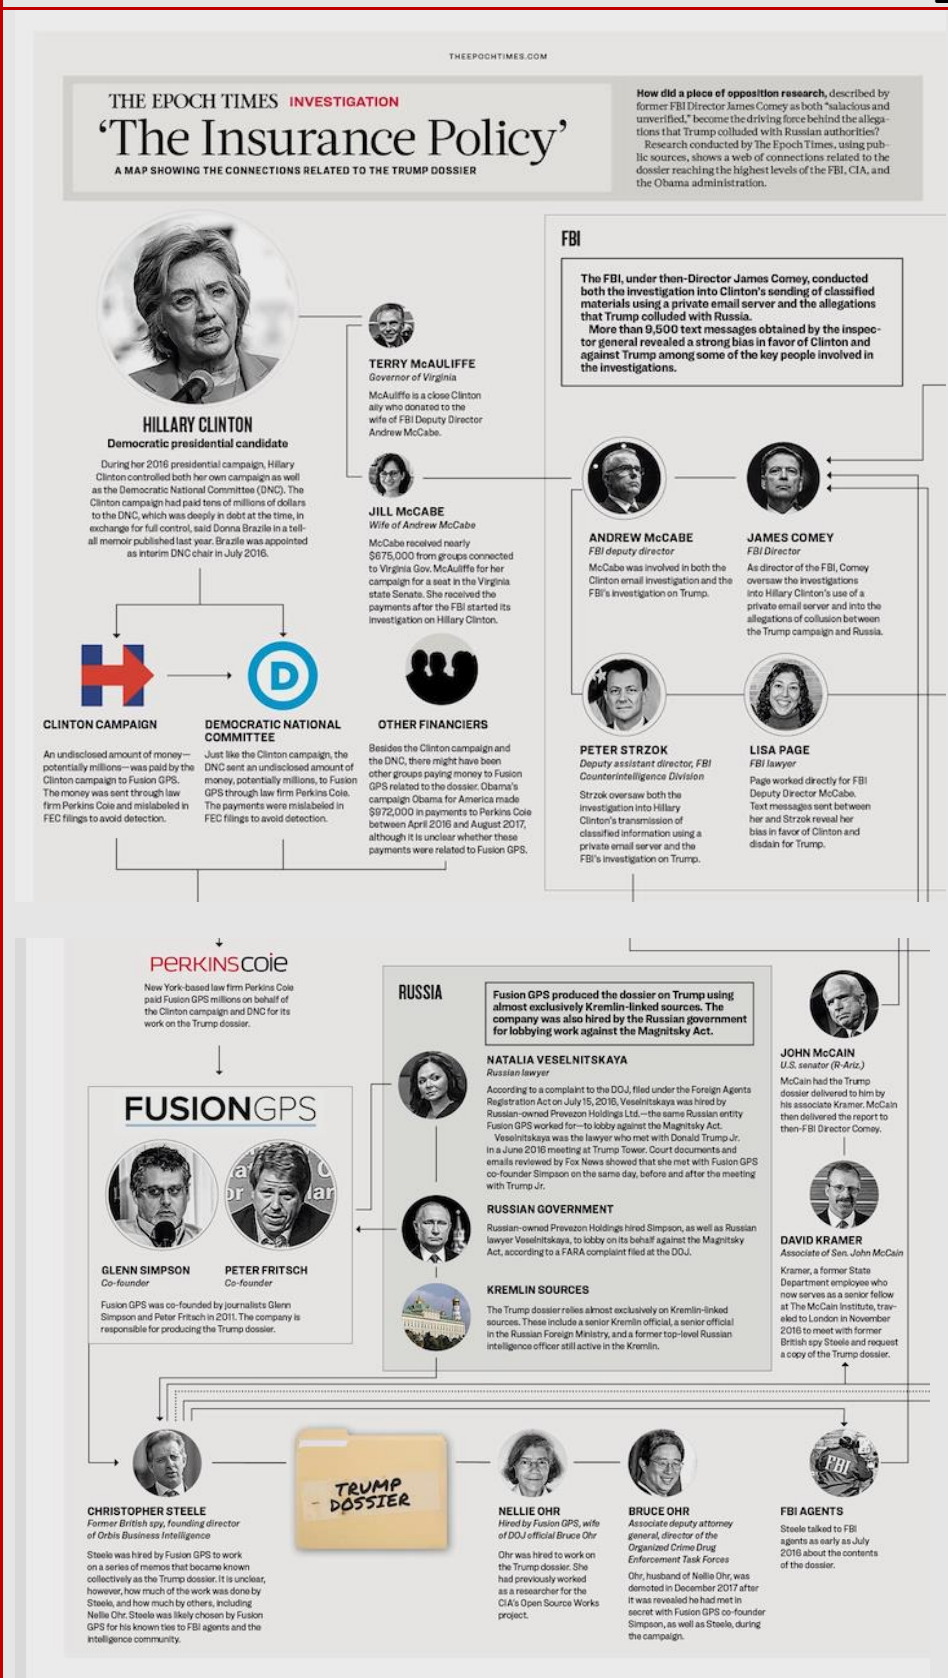 THEEPOCHTIMES.COM
THE EPOCH TIMES INVESTIGATION
‘The Insurance Policy’
A MAP SHOWING THE CONNECTIONS RELATED TO THE TRUMP DOSSIER
How did a piece of opposition research, described by
former FBI Director James Comey as both “salacious and
unverified,” become the driving force behind the allega-
tions that Trump colluded with Russian authorities?
Research conducted by The Epoch Times, using pub-
lic sources, shows a web of connections related to the
dossier reaching the highest levels of the FBI, CIA, and
the Obama administration.
HILLARY CLINTON
Democratic presidential candidate
During her 2016 presidential campaign, Hillary
Clinton controlled both her own campaign as well
as the Democratic National Committee (DNC). The
Clinton campaign had paid tens of millions of dollars
to the DNC, which was deeply in debt at the time, in
exchange for full control, said Donna Brazile in a tell-
all memoir published last year. Brazile was appointed
as interim DNC chair in July 2016.
TERRY McAULIFFE
Governor of Virginia
McAuliffe is a close Clinton
ally who donated to the
wife of FBI Deputy Director
Andrew McCabe.
JILL McCABE
Wife of Andrew McCabe
McCabe received nearly
$675,000 from groups connected
to Virginia Gov. McAuliffe for her
campaign for a seat in the Virginia
state Senate. She received the
payments after the FBI started its
investigation on Hillary Clinton.
FBI
The FBI, under then-Director James Comey, conducted
both the investigation into Clinton’s sending of classified
materials using a private email server and the allegations
that Trump colluded with Russia.
More than 9,500 text messages obtained by the inspec-
tor general revealed a strong bias in favor of Clinton and
against Trump among some of the key people involved in
the investigations.
ANDREW McCABE
FBI deputy director
McCabe was involved in both the
Clinton email investigation and the
FBI’s investigation on Trump.
JAMES COMEY
FBI Director
As director of the FBI, Comey
oversaw the investigations
into Hillary Clinton’s use of a
private email server and into the
allegations of collusion between
the Trump campaign and Russia.
D
CLINTON CAMPAIGN
An undisclosed amount of money—
potentially millions—was paid by the
Clinton campaign to Fusion GPS.
The money was sent through law
firm Perkins Coie and mislabeled in
FEC filings to avoid detection.
DEMOCRATIC NATIONAL
COMMITTEE
Just like the Clinton campaign, the
DNC sent an undisclosed amount of
money, potentially millions, to Fusion
GPS through law firm Perkins Coie.
The payments were mislabeled in
FEC filings to avoid detection.
OTHER FINANCIERS
Besides the Clinton campaign and
the DNC, there might have been
other groups paying money to Fusion
GPS related to the dossier. Obama’s
campaign Obama for America made
$972,000 in payments to Perkins Coie
between April 2016 and August 2017,
although it is unclear whether these
payments were related to Fusion GPS.
PETER STRZOK
Deputy assistant director, FBI
Counterintelligence Division
Strzok oversaw both the
investigation into Hillary
Clinton’s transmission of
classified information using a
private email server and the
FBI’s investigation on Trump.
LISA PAGE
FBI lawyer
Page worked directly for FBI
Deputy Director McCabe.
Text messages sent between
her and Strzok reveal her
bias in favor of Clinton and
disdain for Trump.
PERKINSCOIE
New York-based law firm Perkins Coie
paid Fusion GPS millions on behalf of
the Clinton campaign and DNC for its
work on the Trump dossier.
FUSIONGPS
GLENN SIMPSON
Co-founder
PETER FRITSCH
Co-founder
Fusion GPS was co-founded by journalists Glenn
Simpson and Peter Fritsch in 2011. The company is
responsible for producing the Trump dossier.
RUSSIA
Fusion GPS produced the dossier on Trump using
almost exclusively Kremlin-linked sources. The
company was also hired by the Russian government
for lobbying work against the Magnitsky Act.
NATALIA VESELNITSKAYA
Russian lawyer
According to a complaint to the DOJ, filed under the Foreign Agents
Registration Act on July 15, 2016, Veselnitskaya was hired by
Russian-owned Prevezon Holdings Ltd.—the same Russian entity
Fusion GPS worked for—to lobby against the Magnitsky Act.
Veselnitskaya was the lawyer who met with Donald Trump Jr.
in a June 2016 meeting at Trump Tower. Court documents and
emails reviewed by Fox News showed that she met with Fusion GPS
co-founder Simpson on the same day, before and after the meeting
with Trump Jr.
RUSSIAN GOVERNMENT
Russian-owned Prevezon Holdings hired Simpson, as well as Russian
lawyer Veselnitskaya, to lobby on its behalf against the Magnitsky
Act, according to a FARA complaint filed at the DOJ.
KREMLIN SOURCES
The Trump dossier relies almost exclusively on Kremlin-linked
sources. These include a senior Kremlin official, a senior official
in the Russian Foreign Ministry, and a former top-level Russian
intelligence officer still active in the Kremlin.
JOHN McCAIN
U.S. senator (R-Ariz.)
McCain had the Trump
dossier delivered to him by
his associate Kramer. McCain
then delivered the report to
then-FBI Director Comey.
DAVID KRAMER
Associate of Sen. John McCain
Kramer, a former State
Department employee who
now serves as a senior fellow
at The McCain Institute, trav-
eled to London in November
2016 to meet with former
British spy Steele and request
a copy of the Trump dossier.
CHRISTOPHER STEELE
Former British spy, founding director
of Orbis Business Intelligence
Steele was hired by Fusion GPS to work
on a series of memos that became known
collectively as the Trump dossier. It is unclear,
however, how much of the work was done by
Steele, and how much by others, including
Nellie Ohr. Steele was likely chosen by Fusion
GPS for his known ties to FBI agents and the
intelligence community.
TRUMP
DOSSIER
NELLIE OHR
Hired by Fusion GPS, wife
of DOJ official Bruce Ohr
Ohr was hired to work on
the Trump dossier. She
had previously worked
as a researcher for the
CIA’s Open Source Works
project.
BRUCE OHR
Associate deputy attorney
general, director of the
Organized Crime Drug
Enforcement Task Forces
Ohr, husband of Nellie Ohr, was
demoted in December 2017 after
it was revealed he had met in
secret with Fusion GPS co-founder
Simpson, as well as Steele, during
the campaign.
FBI
FBI AGENTS
Steele talked to FBI
agents as early as July
2016 about the contents
of the dossier.